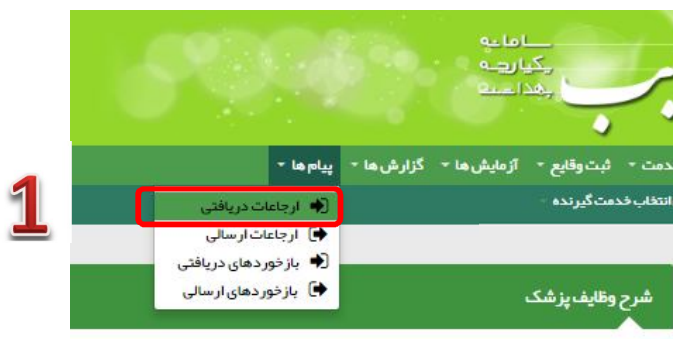 سامانه
یکپارچه
بهداشت
یب
دمت ثبت وقایع آزمایش ها گزارش ها پیام ها
انتخاب خدمت گیرنده
1
ارجاعات دریافتی
ارجاعات ارسالی
بازخوردهای دریافتی
بازخوردهای ارسالی
شرح وظایف پزشک